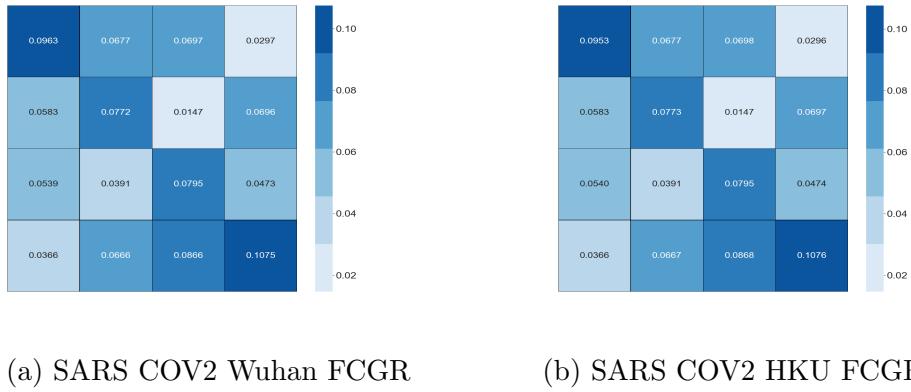 0.0963 0.0677 0.0697 0.0297
0.0583 0.0772 0.0147 0.0696
0.0539 0.0391 0.0795 0.0473
0.0366 0.0666 0.0866 0.1075
0.10
0.08
0.06
0.04
0.02
0.0953 0.0677 0.0698 0.0296
0.0583 0.0773 0.0147 0.0697
0.0540 0.0391 0.0795 0.0474
0.0366 0.0667 0.0868 0.1076
0.10
0.08
0.06
0.04
0.02
(a) SARS COV2 Wuhan FCGR
(b) SARS COV2 HKU FCGR